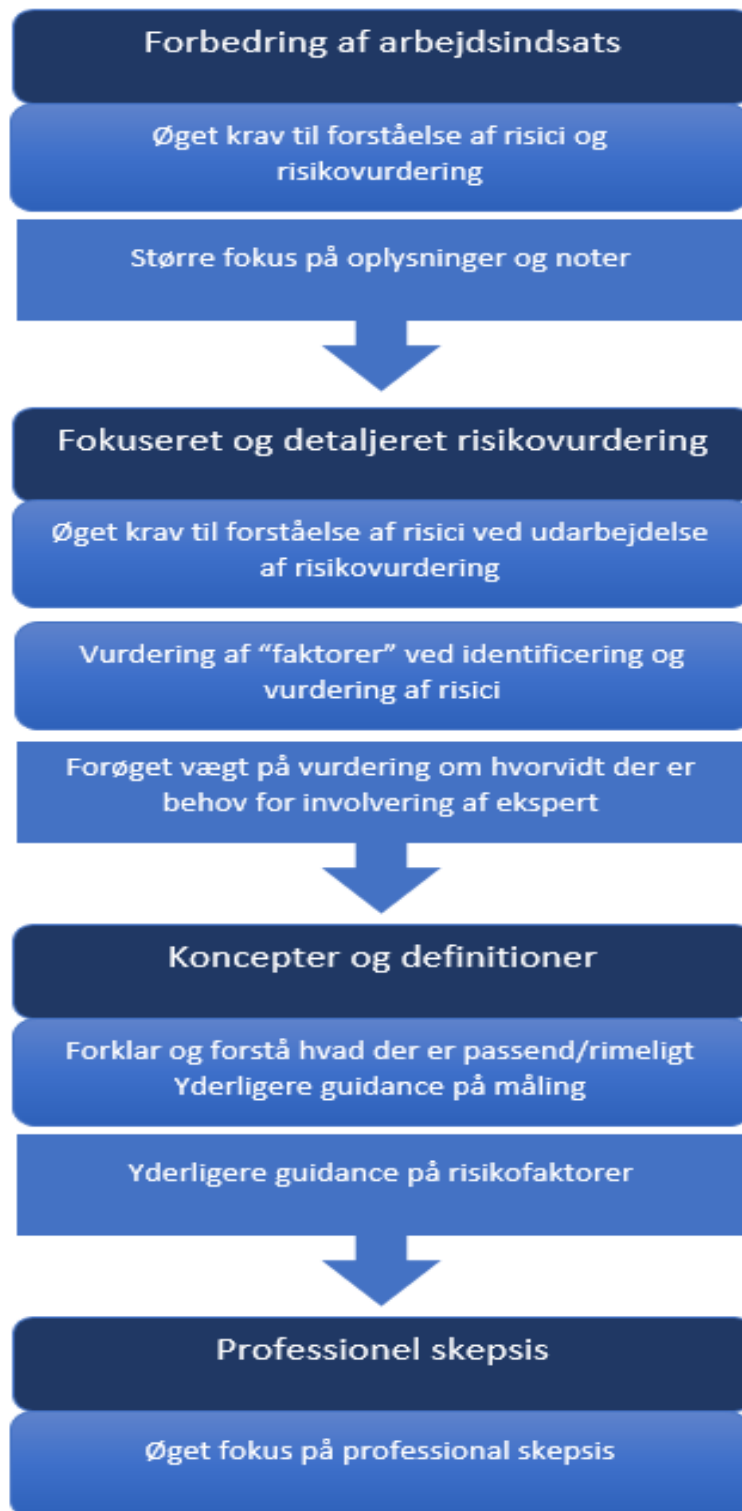 Forbedring af arbejdsindsats
Øget krav til forståelse af risici og
risikovurdering
Større fokus på oplysninger og noter
Fokuseret og detaljeret risikovurdering
Øget krav til forståelse af risici ved udarbejdelse
af risikovurdering
Vurdering af “faktorer” ved identificering og
vurdering af risici
Forøget vægt på vurdering om hvorvidt der er
behov for involvering af ekspert
Koncepter og definitioner
Forklar og forstå hvad der er passend/rimeligt
Yderligere guidance på måling
Yderligere guidance på risikofaktorer
Professionel skepsis
Øget fokus på professional skepsis